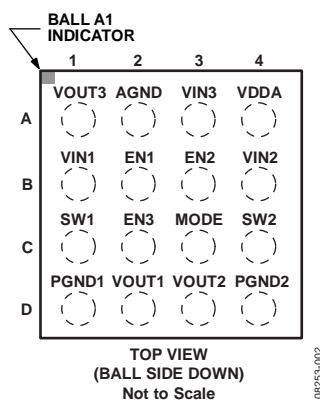 BALL A1
INDICATOR
1 2 3 4
VOUT3 AGND VIN3 VDDA
A
VIN1 EN1 EN2 VIN2
B
SW1 EN3 MODE SW2
C
PGND1 VOUT1 VOUT2 PGND2
D
TOP VIEW
(BALL SIDE DOWN)
Not to Scale
08253-002